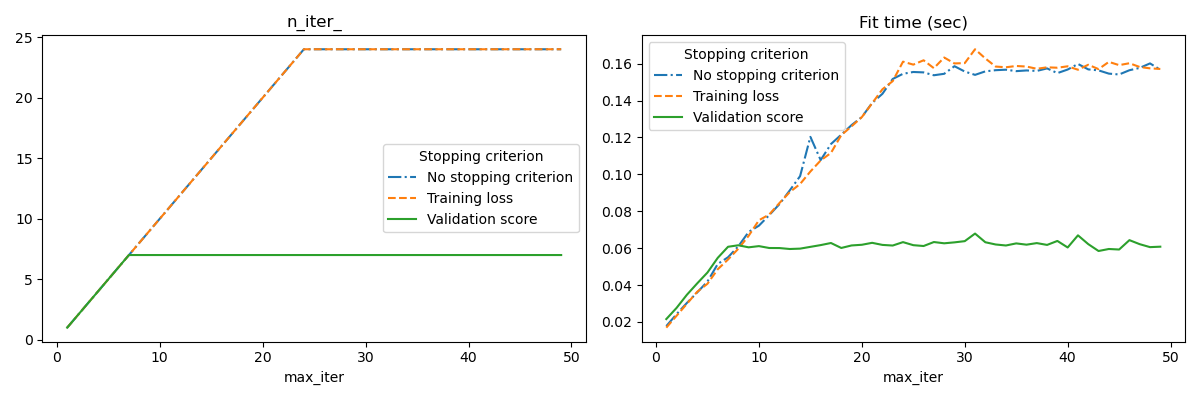 n_iter_
25
20
15
10
5
0
Stopping criterion
No stopping criterion
Training loss
Validation score
0 10 20 30 40 50
max_iter
Fit time (sec)
0.16
0.14
0.12
0.10
0.08
0.06
0.04
0.02
Stopping criterion
No stopping criterion
Training loss
Validation score
0 10 20 30 40 50
max_iter